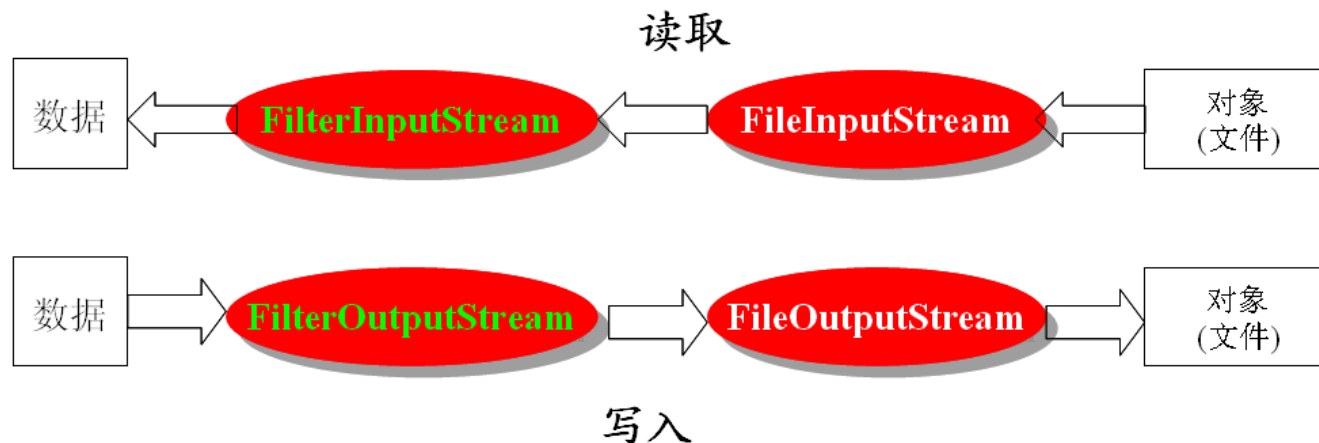 读取
数据
FilterInputStream
FileInputStream
对象
(文件)
数据
FilterOutputStream
FileOutputStream
对象
(文件)
写入